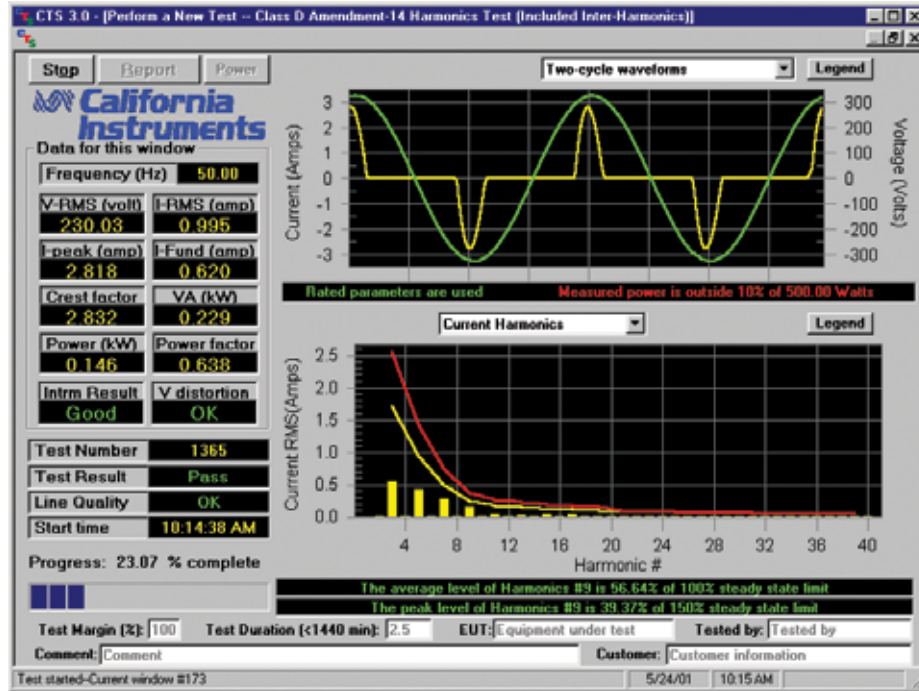 CTS 3.0 - [Perform a New Test -- Class D Amendment-14 Harmonics Test (Included Inter-Harmonics)]
CTS
Stop Report Power
Two-cycle waveforms Legend
California
Instruments
Data for this window
Frequency (Hz) 50.00
V-RMS (volt) I-RMS (amp)
230.03 0.995
I-peak (amp) I-Fund (amp)
2.818 0.620
Crest factor VA (kW)
2.832 0.229
Power (kW) Power factor
0.146 0.638
Intrm Result V distortion
Good OK
Test Number 1365
Test Result Pass
Line Quality OK
Start time 10:14:38 AM
Progress: 23.07 % complete
Current (Amps)
3
2
1
0
-1
-2
-3
300
200
100
0
-100
-200
-300
Voltage (Volts)
Rated parameters are used Measured power is outside 10% of 500.00 Watts
Current Harmonics Legend
Current RMS(Amps)
2.5
2.0
1.5
1.0
0.5
0.0
4 8 12 16 20 24 28 32 36 40
Harmonic #
The average level of Harmonics #9 is 56.64% of 100% steady state limit
The peak level of Harmonics #9 is 39.37% of 150% steady state limit
Test Margin (%): 100 Test Duration (<1440 min): 2.5 EUT: Equipment under test Tested by: Tested by
Comment: Comment Customer: Customer information
Test started--Current window #173 5/24/01 10:15 AM